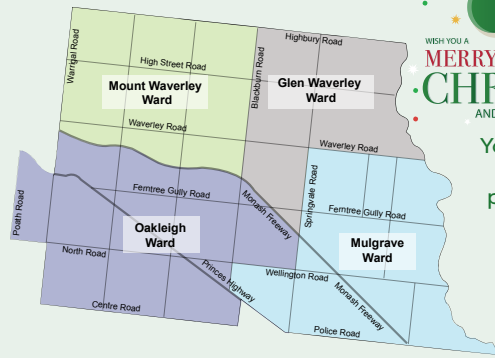 Highbury Road
WISH YOU A
MERRY
CHR
AND
Yo
p
Warrigal Road
High Street Road
Blackburn Road
Mount Waverley
Ward
Glen Waverley
Ward
Waverley Road
Waverley Road
Ferntree Gully Road
Springvale Road
Monash Freeway
Ferntree Gully Road
Poath Road
Oakleigh
Ward
Mulgrave
Ward
North Road
Princes Highway
Wellington Road
Monash Freeway
Centre Road
Police Road